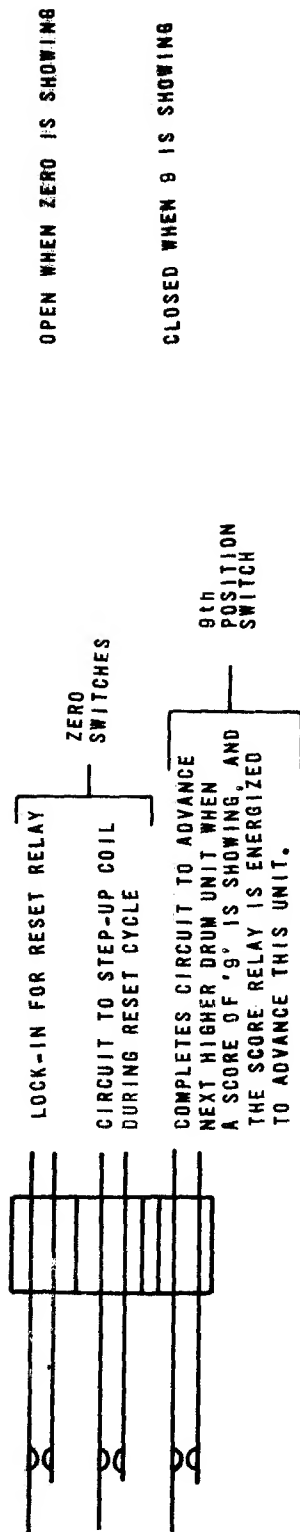 LOCK-IN FOR RESET RELAY
CIRCUIT TO STEP-UP COIL
DURING RESET CYCLE
ZERO
SWITCHES
OPEN WHEN ZERO IS SHOWING
COMPLETES CIRCUIT TO ADVANCE
NEXT HIGHER DRUM UNIT WHEN
A SCORE OF '9' IS SHOWING, AND
THE SCORE RELAY IS ENERGIZED
TO ADVANCE THIS UNIT.
9th
POSITION
SWITCH
CLOSED WHEN 9 IS SHOWING